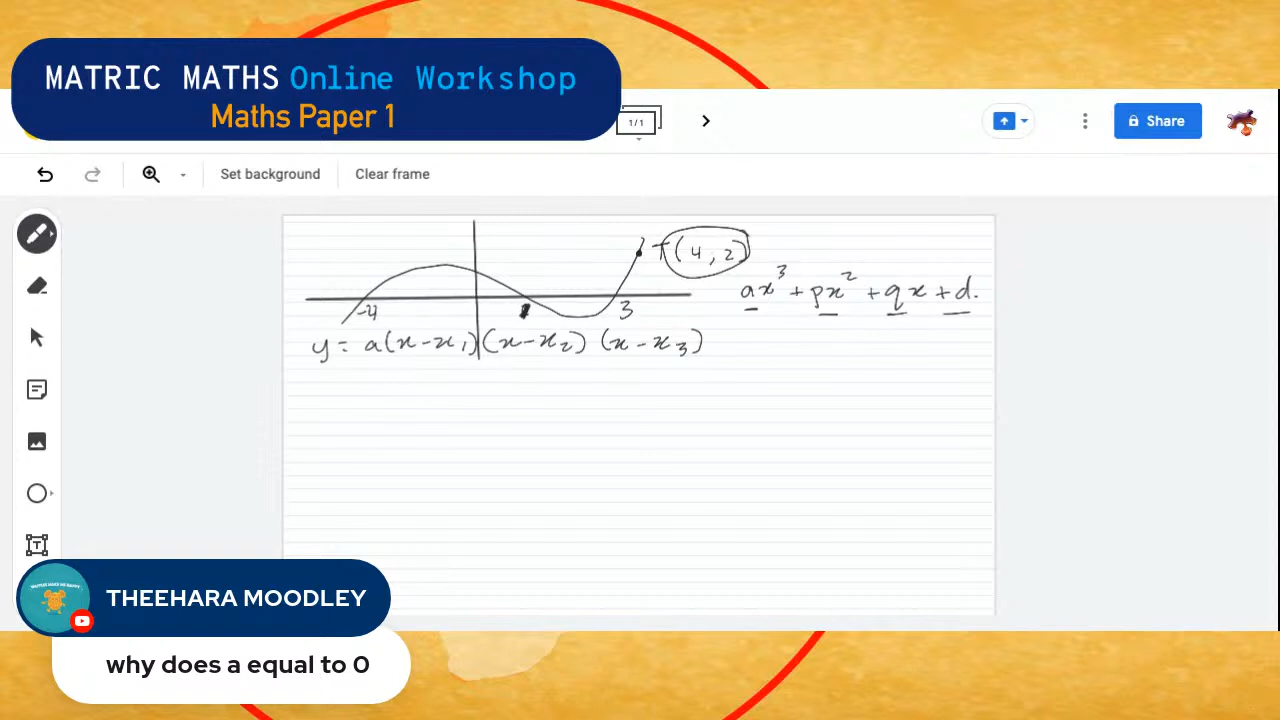 MATRIC MATHS Online Workshop
Maths Paper 1
1/1
Share
Set background
Clear frame
T(4, 2)
ax³ + px² + qx + d.
-4
3
y = a(x-x₁)(x-x₂)(x-x₃)
THEEHARA MOODLEY
why does a equal to 0